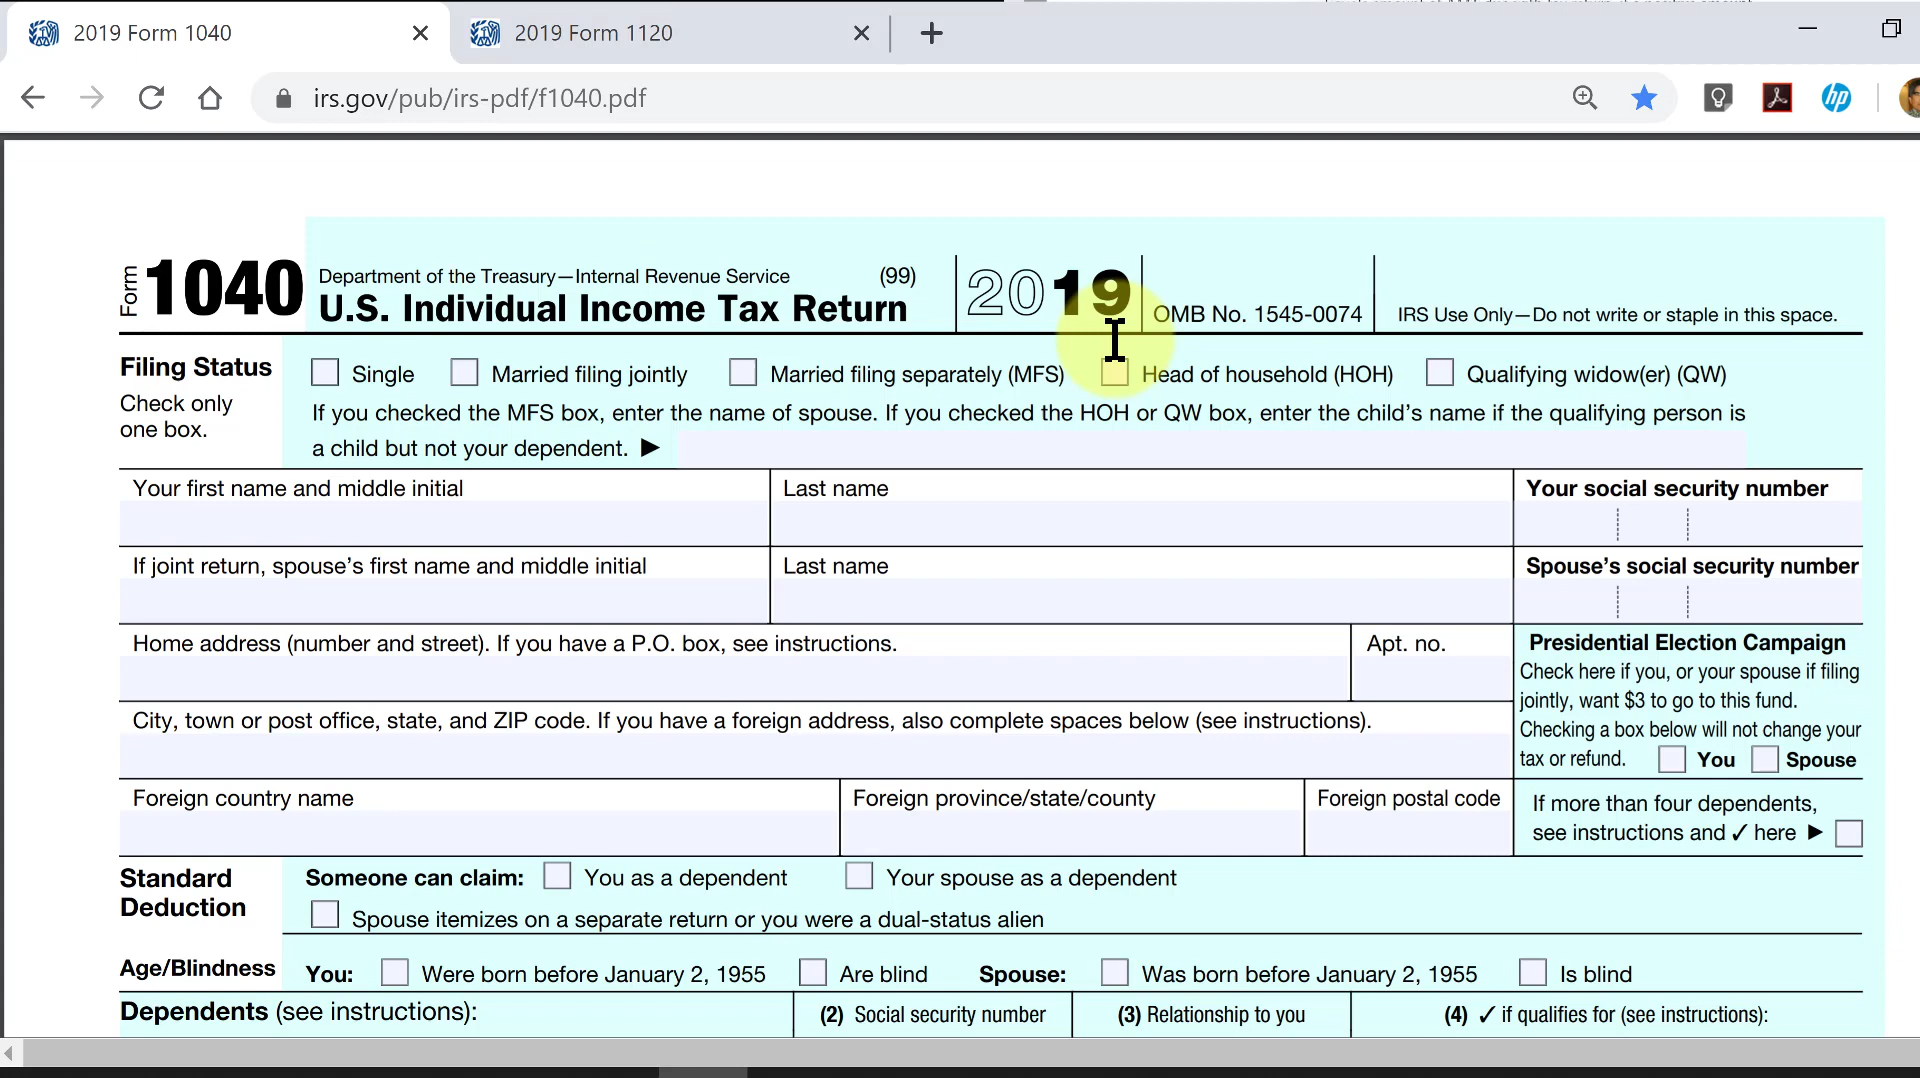 2019 Form 1040
2019 Form 1120
irs.gov/pub/irs-pdf/f1040.pdf
hp
Form 1040
Department of the Treasury—Internal Revenue Service (99)
U.S. Individual Income Tax Return
2019
OMB No. 1545-0074
IRS Use Only—Do not write or staple in this space.
Filing Status
Check only
one box.
Single Married filing jointly Married filing separately (MFS) Head of household (HOH) Qualifying widow(er) (QW)
If you checked the MFS box, enter the name of spouse. If you checked the HOH or QW box, enter the child’s name if the qualifying person is
a child but not your dependent. ▶
Your first name and middle initial
Last name
Your social security number
If joint return, spouse’s first name and middle initial
Last name
Spouse’s social security number
Home address (number and street). If you have a P.O. box, see instructions.
Apt. no.
Presidential Election Campaign
Check here if you, or your spouse if filing
jointly, want $3 to go to this fund.
Checking a box below will not change your
tax or refund. You Spouse
City, town or post office, state, and ZIP code. If you have a foreign address, also complete spaces below (see instructions).
Foreign country name
Foreign province/state/county
Foreign postal code
If more than four dependents,
see instructions and ✓ here ▶
Standard
Deduction
Someone can claim: You as a dependent Your spouse as a dependent
Spouse itemizes on a separate return or you were a dual-status alien
Age/Blindness
You: Were born before January 2, 1955 Are blind Spouse: Was born before January 2, 1955 Is blind
Dependents (see instructions):
(2) Social security number
(3) Relationship to you
(4) ✓ if qualifies for (see instructions):